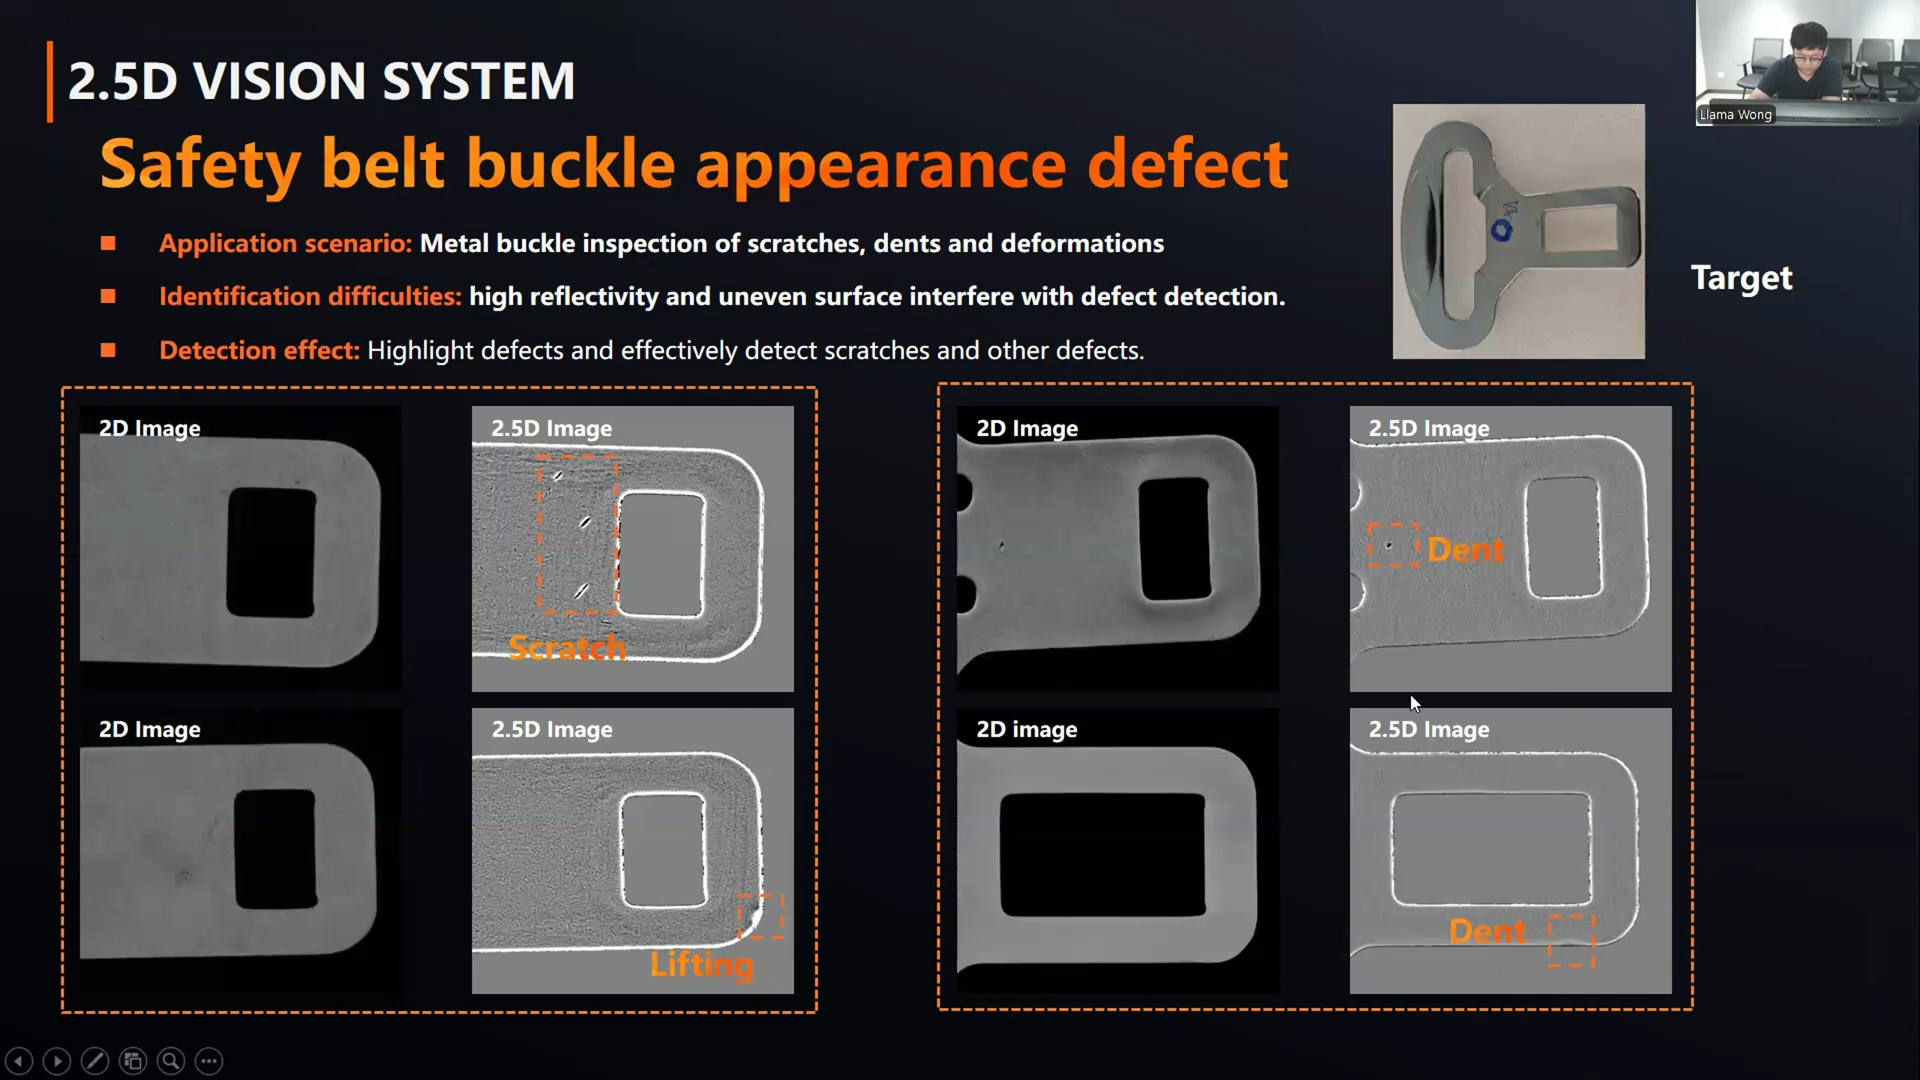 2.5D VISION SYSTEM
Safety belt buckle appearance defect
Application scenario: Metal buckle inspection of scratches, dents and deformations
Identification difficulties: high reflectivity and uneven surface interfere with defect detection.
Detection effect: Highlight defects and effectively detect scratches and other defects.
Llama Wong
Target
2D Image
2.5D Image
Scratch
2D Image
2.5D Image
Lifting
2D Image
2.5D Image
Dent
2D image
2.5D Image
Dent